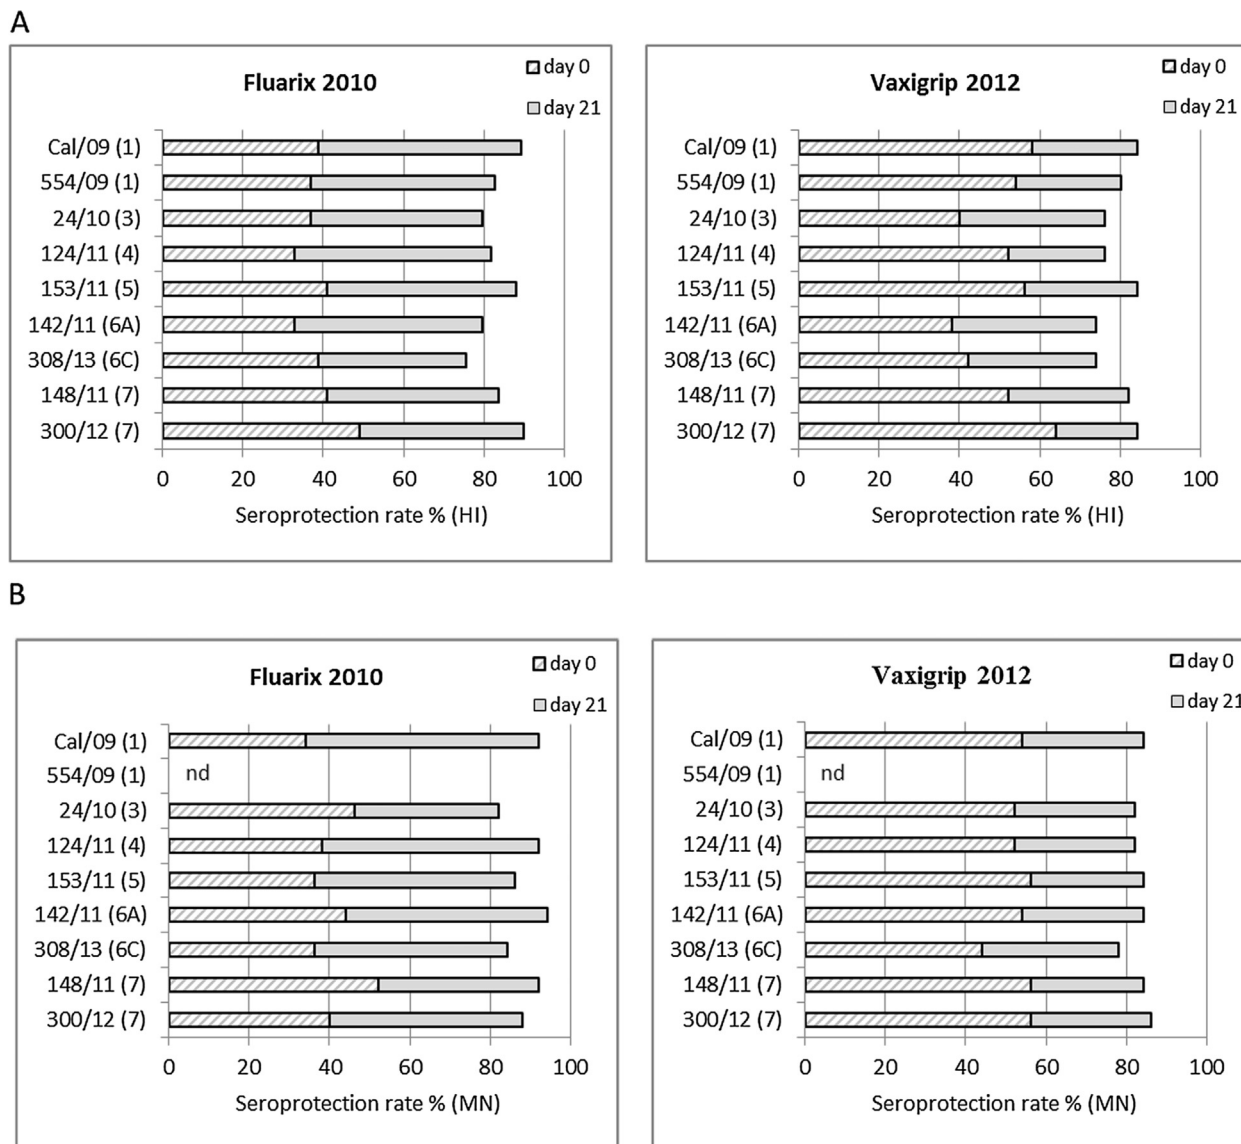 A
Fluarix 2010
day 0
day 21
Cal/09 (1)
554/09 (1)
24/10 (3)
124/11 (4)
153/11 (5)
142/11 (6A)
308/13 (6C)
148/11 (7)
300/12 (7)
0 20 40 60 80 100
Seroprotection rate % (HI)
Vaxigrip 2012
day 0
day 21
Cal/09 (1)
554/09 (1)
24/10 (3)
124/11 (4)
153/11 (5)
142/11 (6A)
308/13 (6C)
148/11 (7)
300/12 (7)
0 20 40 60 80 100
Seroprotection rate % (HI)
B
Fluarix 2010
day 0
day 21
Cal/09 (1)
554/09 (1) nd
24/10 (3)
124/11 (4)
153/11 (5)
142/11 (6A)
308/13 (6C)
148/11 (7)
300/12 (7)
0 20 40 60 80 100
Seroprotection rate % (MN)
Vaxigrip 2012
day 0
day 21
Cal/09 (1)
554/09 (1) nd
24/10 (3)
124/11 (4)
153/11 (5)
142/11 (6A)
308/13 (6C)
148/11 (7)
300/12 (7)
0 20 40 60 80 100
Seroprotection rate % (MN)